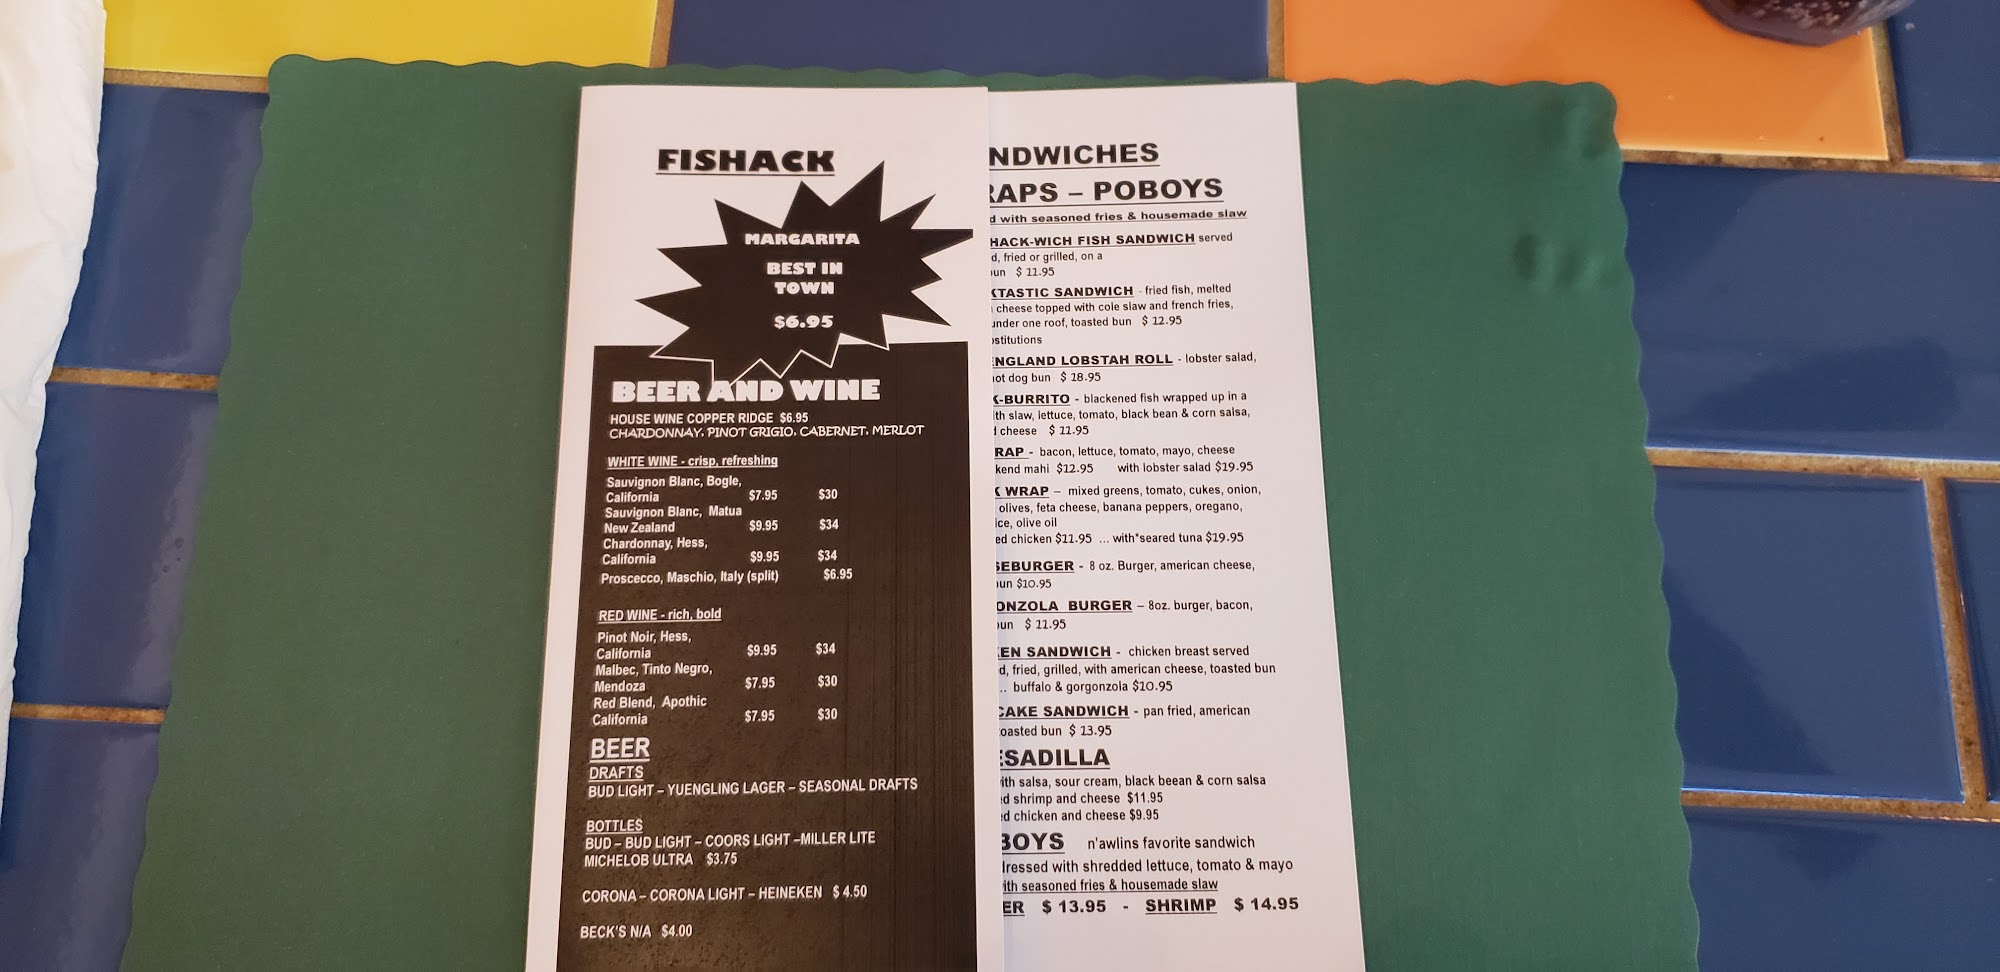 FISHACK
MARGARITA
BEST IN
TOWN
$6.95
BEER AND WINE
HOUSE WINE COPPER RIDGE $6.95
CHARDONNAY, PINOT GRIGIO, CABERNET, MERLOT
WHITE WINE - crisp, refreshing
Sauvignon Blanc, Bogle,
California $7.95 $30
Sauvignon Blanc, Matua
New Zealand $9.95 $34
Chardonnay, Hess,
California $9.95 $34
Proscecco, Maschio, Italy (split) $6.95
RED WINE - rich, bold
Pinot Noir, Hess,
California $9.95 $34
Malbec, Tinto Negro,
Mendoza $7.95 $30
Red Blend, Apothic
California $7.95 $30
BEER
DRAFTS
BUD LIGHT – YUENGLING LAGER – SEASONAL DRAFTS
BOTTLES
BUD – BUD LIGHT – COORS LIGHT –MILLER LITE
MICHELOB ULTRA $3.75
CORONA – CORONA LIGHT – HEINEKEN $ 4.50
BECK'S N/A $4.00
NDWICHES
RAPS – POBOYS
d with seasoned fries & housemade slaw
HACK-WICH FISH SANDWICH served
d, fried or grilled, on a
un $ 11.95
KTASTIC SANDWICH - fried fish, melted
cheese topped with cole slaw and french fries,
under one roof, toasted bun $ 12.95
stitutions
ENGLAND LOBSTAH ROLL - lobster salad,
ot dog bun $ 18.95
K-BURRITO - blackened fish wrapped up in a
ith slaw, lettuce, tomato, black bean & corn salsa,
d cheese $ 11.95
RAP - bacon, lettuce, tomato, mayo, cheese
kend mahi $12.95 with lobster salad $19.95
K WRAP – mixed greens, tomato, cukes, onion,
olives, feta cheese, banana peppers, oregano,
ice, olive oil
ed chicken $11.95 ... with*seared tuna $19.95
SEBURGER - 8 oz. Burger, american cheese,
un $10.95
ONZOLA BURGER – 8oz. burger, bacon,
un $ 11.95
EN SANDWICH - chicken breast served
d, fried, grilled, with american cheese, toasted bun
.. buffalo & gorgonzola $10.95
CAKE SANDWICH - pan fried, american
oasted bun $ 13.95
ESADILLA
ith salsa, sour cream, black beean & corn salsa
d shrimp and cheese $11.95
d chicken and cheese $9.95
BOYS n'awlins favorite sandwich
dressed with shredded lettuce, tomato & mayo
ith seasoned fries & housemade slaw
ER $ 13.95 - SHRIMP $ 14.95